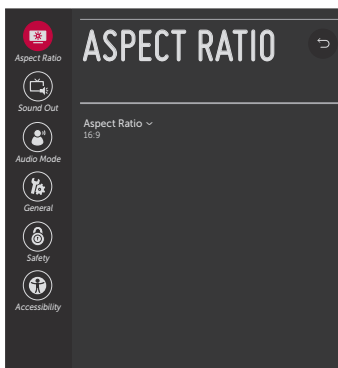 ASPECT RATIO
Aspect Ratio
Sound Out
Audio Mode
General
Safety
Accessibility
Aspect Ratio
16:9